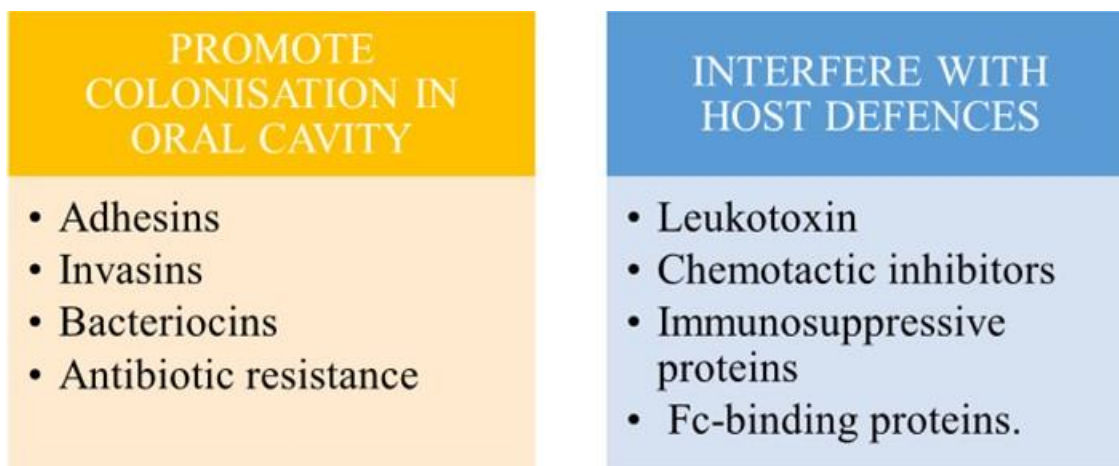 PROMOTE
COLONISATION IN
ORAL CAVITY
• Adhesins
• Invasins
• Bacteriocins
• Antibiotic resistance
INTERFERE WITH
HOST DEFENCES
• Leukotoxin
• Chemotactic inhibitors
• Immunosuppressive
proteins
• Fc-binding proteins.